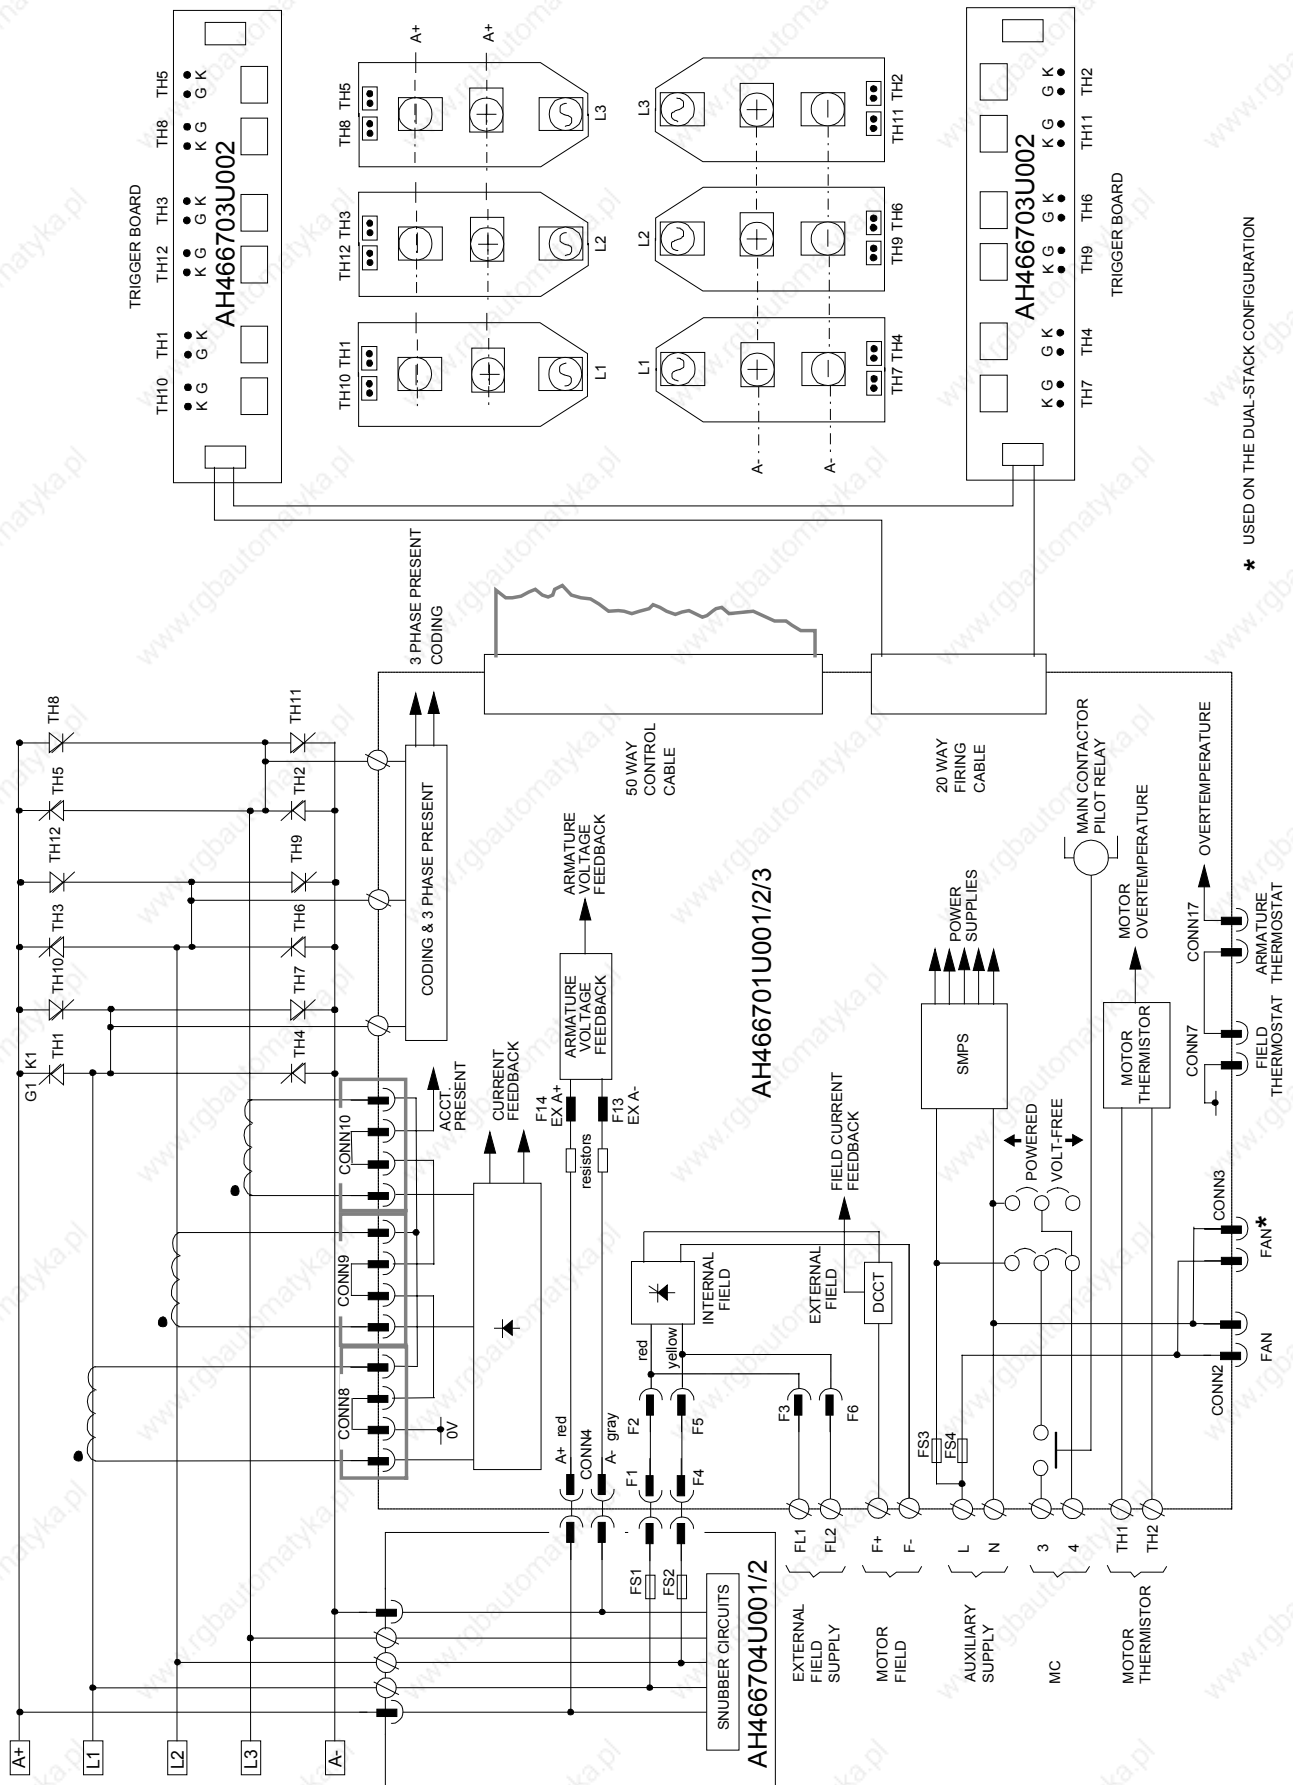 TRIGGER BOARD
TH10 TH1 TH12 TH3 TH8 TH5
K G G K K G G K K G G K
AH466703U002
TH10 TH1
L1
TH12 TH3
L2
TH8 TH5
L3
A+
A+
L1
TH7 TH4
L2
TH9 TH6
L3
TH11 TH2
A-
A-
AH466703U002
K G G K K G G K K G G K
TH7 TH4 TH9 TH6 TH11 TH2
TRIGGER BOARD
* USED ON THE DUAL-STACK CONFIGURATION
A+
L1
L2
L3
A-
G1 K1
TH1
TH10
TH3
TH12
TH5
TH8
TH4
TH7
TH6
TH9
TH2
TH11
CONN8
CONN9
CONN10
0V
ACCT.
PRESENT
CURRENT
FEEDBACK
CODING & 3 PHASE PRESENT
3 PHASE PRESENT
CODING
50 WAY
CONTROL
CABLE
20 WAY
FIRING
CABLE
A+ red
CONN4
A- gray
resistors
F14
EX A+
F13
EX A-
ARMATURE
VOLTAGE
FEEDBACK
ARMATURE
VOLTAGE
FEEDBACK
AH466701U001/2/3
SNUBBER CIRCUITS
AH466704U001/2
FS1
FS2
F1
F4
F2
F5
red
yellow
INTERNAL
FIELD
F3
F6
EXTERNAL
FIELD
DCCT
FIELD CURRENT
FEEDBACK
FL1
FL2
EXTERNAL
FIELD
SUPPLY
F+
F-
MOTOR
FIELD
L
N
AUXILIARY
SUPPLY
3
4
MC
TH1
TH2
MOTOR
THERMISTOR
FS3
FS4
SMPS
POWER
SUPPLIES
POWERED
VOLT-FREE
MAIN CONTACTOR
PILOT RELAY
MOTOR
THERMISTOR
MOTOR
OVERTEMPERATURE
CONN2
FAN
CONN3
FAN*
CONN7
FIELD
THERMOSTAT
CONN17
ARMATURE
THERMOSTAT
OVERTEMPERATURE
www.rgbautomatyka.pl